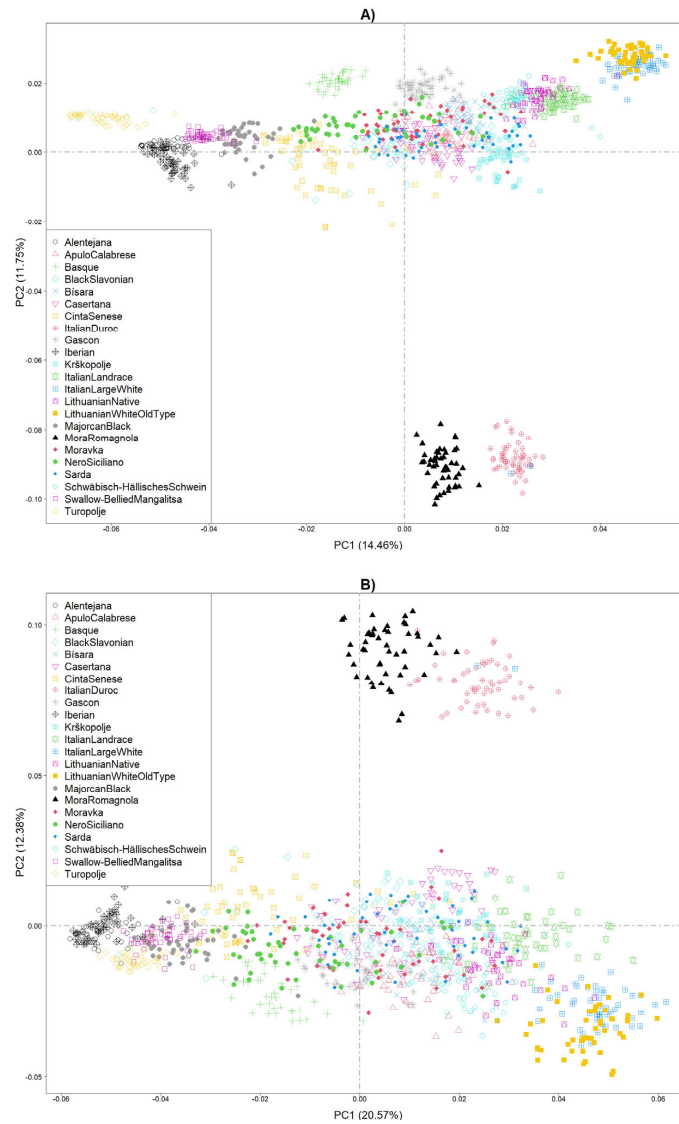 A)
0.02
0.00
-0.02
-0.04
-0.06
-0.08
-0.10
PC2 (11.75%)
Alentejana
ApuloCalabrese
Basque
BlackSlavonian
Bísara
Casertana
CintaSenese
ItalianDuroc
Gascon
Iberian
Krškopolje
ItalianLandrace
ItalianLargeWhite
LithuanianNative
LithuanianWhiteOldType
MajorcanBlack
MoraRomagnola
Moravka
NeroSiciliano
Sarda
Schwäbisch-HällischesSchwein
Swallow-BelliedMangalitsa
Turopolje
-0.06 -0.04 -0.02 0.00 0.02 0.04
PC1 (14.46%)
B)
0.10
0.05
0.00
-0.05
PC2 (12.38%)
Alentejana
ApuloCalabrese
Basque
BlackSlavonian
Bísara
Casertana
CintaSenese
ItalianDuroc
Gascon
Iberian
Krškopolje
ItalianLandrace
ItalianLargeWhite
LithuanianNative
LithuanianWhiteOldType
MajorcanBlack
MoraRomagnola
Moravka
NeroSiciliano
Sarda
Schwäbisch-HällischesSchwein
Swallow-BelliedMangalitsa
Turopolje
-0.06 -0.04 -0.02 0.00 0.02 0.04 0.06
PC1 (20.57%)